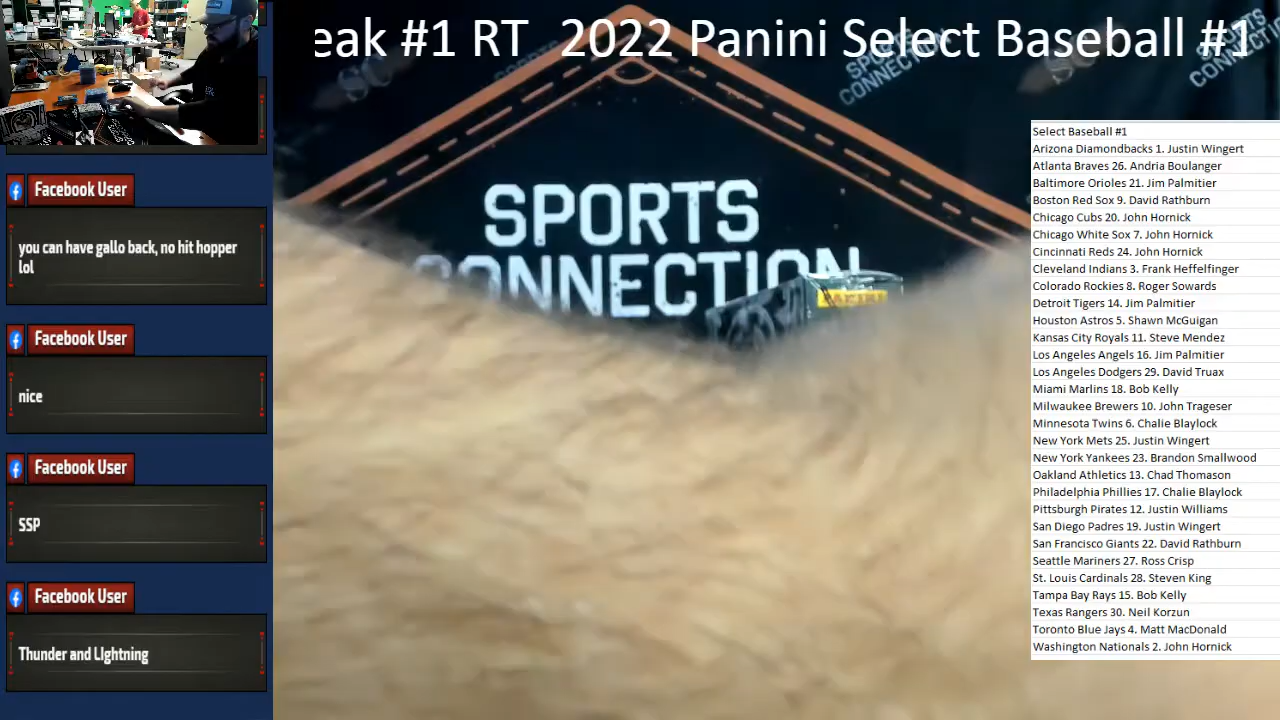 eak #1 RT 2022 Panini Select Baseball #1
SPORTS
CONNECTION
SPORTS
CONNECTION
SPORTS
CONNECTION
PANINI
Facebook User
you can have gallo back, no hit hopper
lol
Facebook User
nice
Facebook User
SSP
Facebook User
Thunder and LIghtning
Select Baseball #1
Arizona Diamondbacks 1. Justin Wingert
Atlanta Braves 26. Andria Boulanger
Baltimore Orioles 21. Jim Palmitier
Boston Red Sox 9. David Rathburn
Chicago Cubs 20. John Hornick
Chicago White Sox 7. John Hornick
Cincinnati Reds 24. John Hornick
Cleveland Indians 3. Frank Heffelfinger
Colorado Rockies 8. Roger Sowards
Detroit Tigers 14. Jim Palmitier
Houston Astros 5. Shawn McGuigan
Kansas City Royals 11. Steve Mendez
Los Angeles Angels 16. Jim Palmitier
Los Angeles Dodgers 29. David Truax
Miami Marlins 18. Bob Kelly
Milwaukee Brewers 10. John Trageser
Minnesota Twins 6. Chalie Blaylock
New York Mets 25. Justin Wingert
New York Yankees 23. Brandon Smallwood
Oakland Athletics 13. Chad Thomason
Philadelphia Phillies 17. Chalie Blaylock
Pittsburgh Pirates 12. Justin Williams
San Diego Padres 19. Justin Wingert
San Francisco Giants 22. David Rathburn
Seattle Mariners 27. Ross Crisp
St. Louis Cardinals 28. Steven King
Tampa Bay Rays 15. Bob Kelly
Texas Rangers 30. Neil Korzun
Toronto Blue Jays 4. Matt MacDonald
Washington Nationals 2. John Hornick